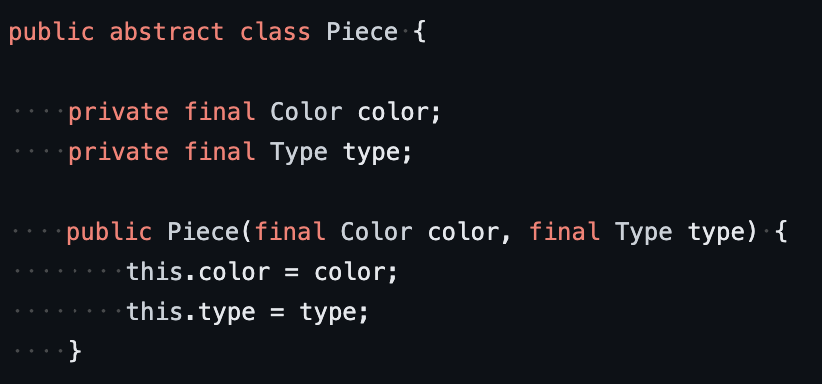 public abstract class Piece {
private final Color color;
private final Type type;
public Piece(final Color color, final Type type) {
this.color = color;
this.type = type;
}